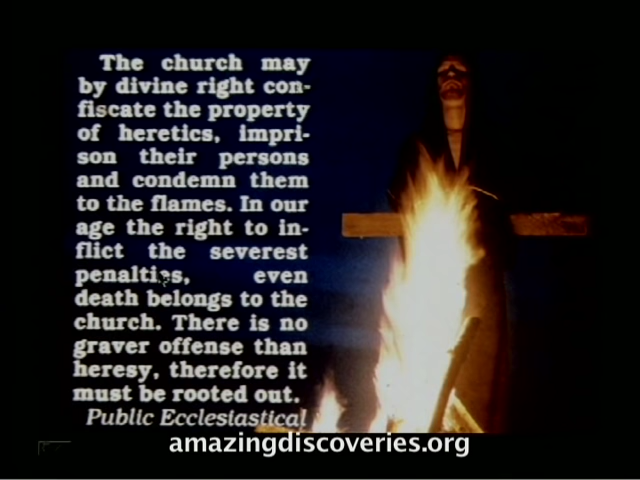 The church may
by divine right con-
fiscate the property
of heretics, impri-
son their persons
and condemn them
to the flames. In our
age the right to in-
flict the severest
penalties, even
death belongs to the
church. There is no
graver offense than
heresy, therefore it
must be rooted out.
Public Ecclesiastical
amazingdiscoveries.org